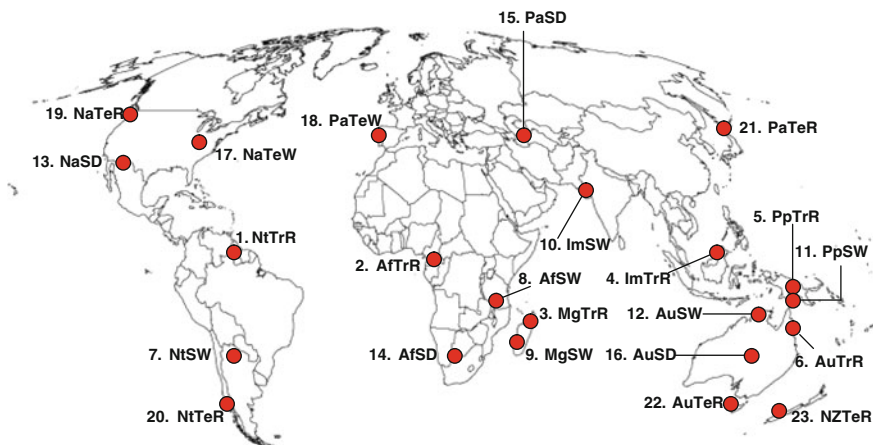 15. PaSD
19. NaTeR
18. PaTeW
21. PaTeR
17. NaTeW
13. NaSD
5. PpTrR
1. NtTrR
10. ImSW
11. PpSW
2. AfTrR
4. ImTrR
8. AfSW
3. MgTrR
12. AuSW
7. NtSW
14. AfSD
9. MgSW
16. AuSD
6. AuTrR
20. NtTeR
22. AuTeR
23. NZTeR